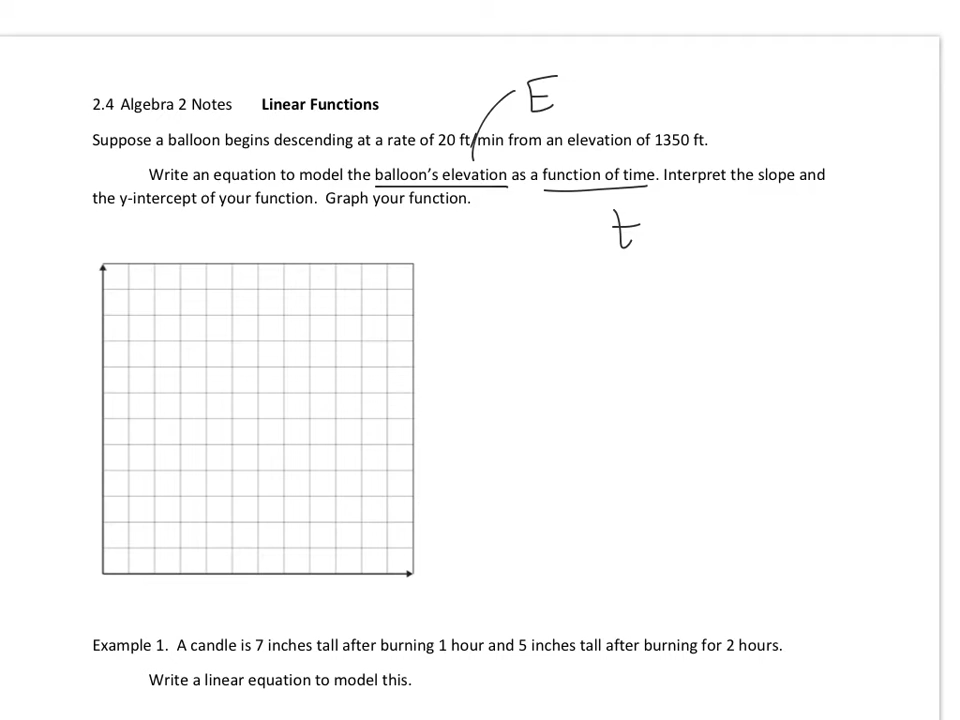 E
2.4 Algebra 2 Notes Linear Functions
Suppose a balloon begins descending at a rate of 20 ft/min from an elevation of 1350 ft.
Write an equation to model the balloon's elevation as a function of time. Interpret the slope and
the y-intercept of your function. Graph your function.
t
Example 1. A candle is 7 inches tall after burning 1 hour and 5 inches tall after burning for 2 hours.
Write a linear equation to model this.